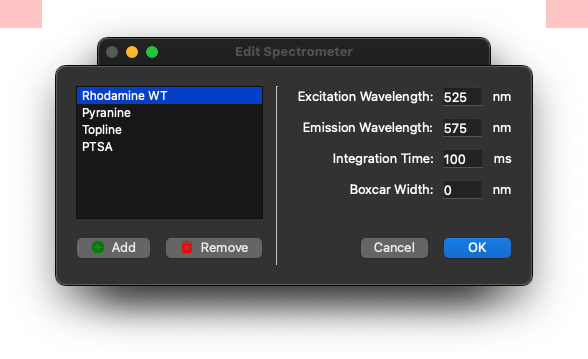 Edit Spectrometer
Rhodamine WT
Pyranine
Topline
PTSA
Add
Remove
Excitation Wavelength: 525 nm
Emission Wavelength: 575 nm
Integration Time: 100 ms
Boxcar Width: 0 nm
Cancel
OK